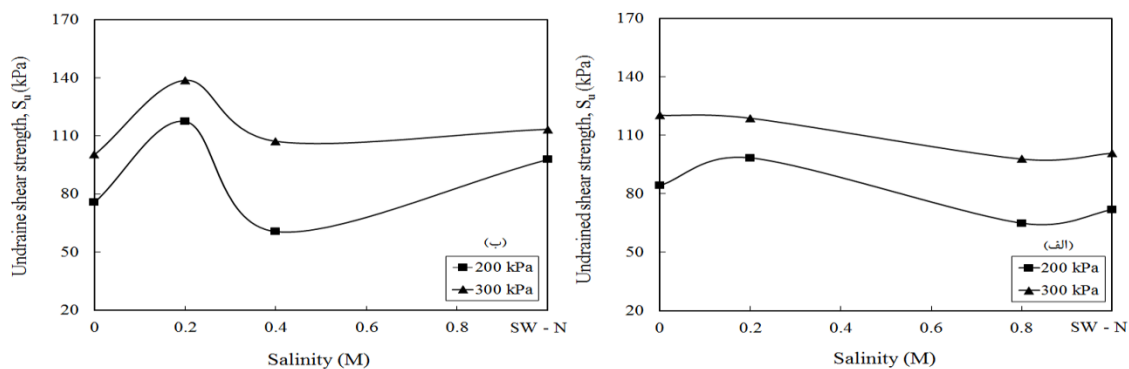 Undraine shear strength, Su (kPa)
170
140
110
80
50
20
(ب)
200 kPa
300 kPa
0 0.2 0.4 0.6 0.8 SW - N
Salinity (M)
Undrained shear strength, Su (kPa)
170
140
110
80
50
20
(الف)
200 kPa
300 kPa
0 0.2 0.4 0.6 0.8 SW - N
Salinity (M)